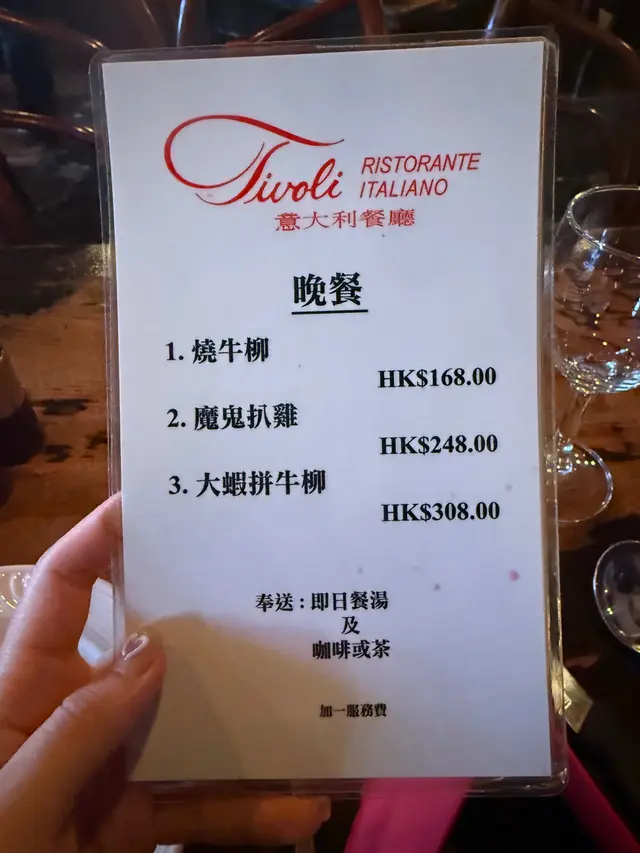 Tivoli RISTORANTE
ITALIANO
意大利餐廳
晚餐
1. 燒牛柳
HK$168.00
2. 魔鬼扒雞
HK$248.00
3. 大蝦拼牛柳
HK$308.00
奉送 : 即日餐湯
及
咖啡或茶
加一服務費